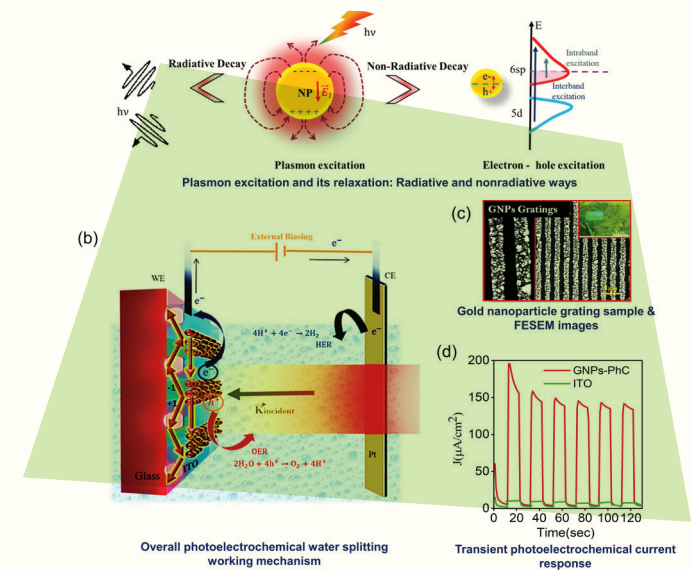 hν
E
Radiative Decay
Non-Radiative Decay
Intraband
excitation
6sp
e-
h+
NP
E_i
+ + + +
Interband
excitation
hν
5d
Plasmon excitation
Electron - hole excitation
Plasmon excitation and its relaxation: Radiative and nonradiative ways
(b)
External Biasing
e⁻
WE
CE
e⁻
4H⁺ + 4e⁻ → 2H₂
HER
e⁻
e⁻
-1
+1
h⁺
K⃗incident
OER
2H₂O + 4h⁺ → O₂ + 4H⁺
Pt
Glass
ITO
Overall photoelectrochemical water splitting
working mechanism
(c)
GNPs Gratings
Gold nanoparticle grating sample &
FESEM images
(d)
200
150
100
50
0
J(μA/cm²)
GNPs-PhC
ITO
0 20 40 60 80 100 120
Time(sec)
Transient photoelectrochemical current
response